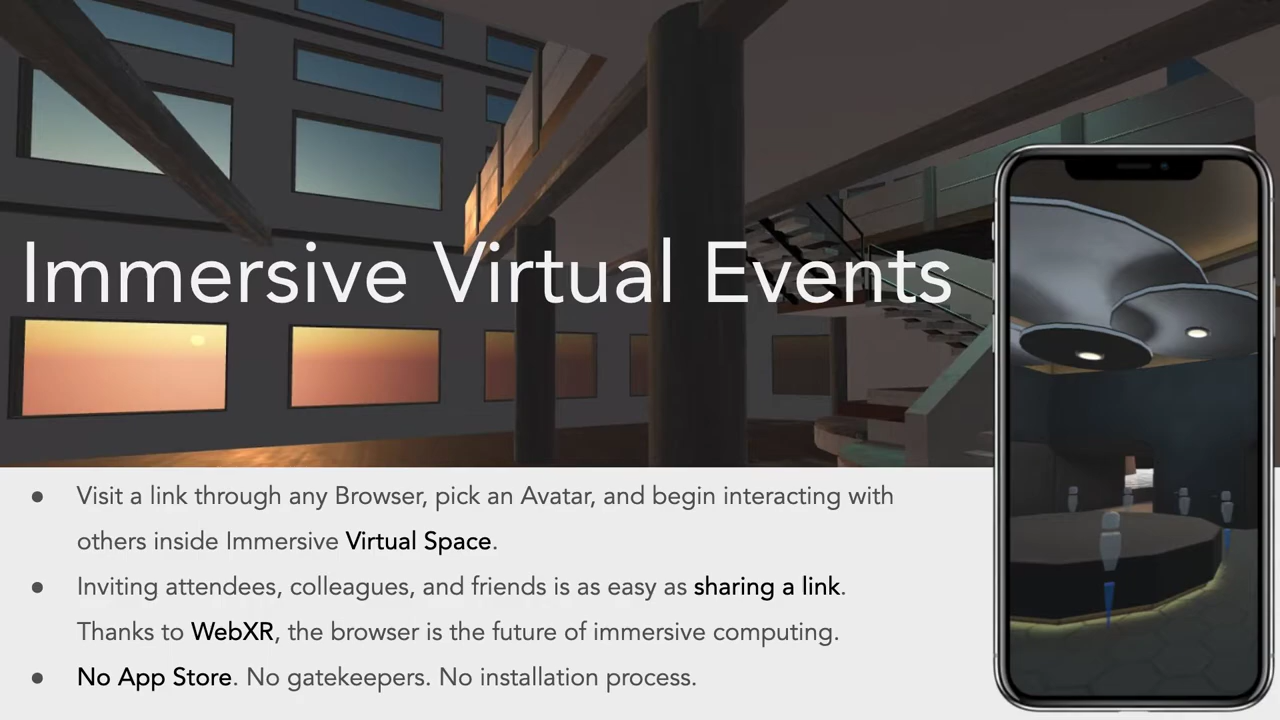 Immersive Virtual Events
● Visit a link through any Browser, pick an Avatar, and begin interacting with
others inside Immersive Virtual Space.
● Inviting attendees, colleagues, and friends is as easy as sharing a link.
Thanks to WebXR, the browser is the future of immersive computing.
● No App Store. No gatekeepers. No installation process.